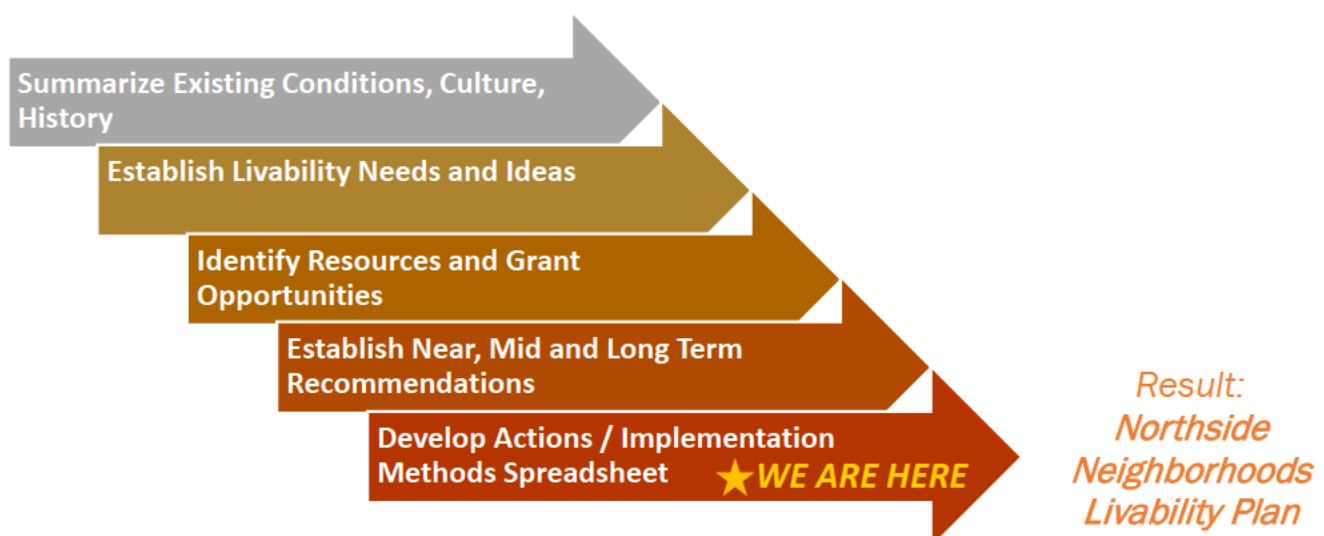 Summarize Existing Conditions, Culture,
History
Establish Livability Needs and Ideas
Identify Resources and Grant
Opportunities
Establish Near, Mid and Long Term
Recommendations
Develop Actions / Implementation
Methods Spreadsheet
WE ARE HERE
Result:
Northside
Neighborhoods
Livability Plan